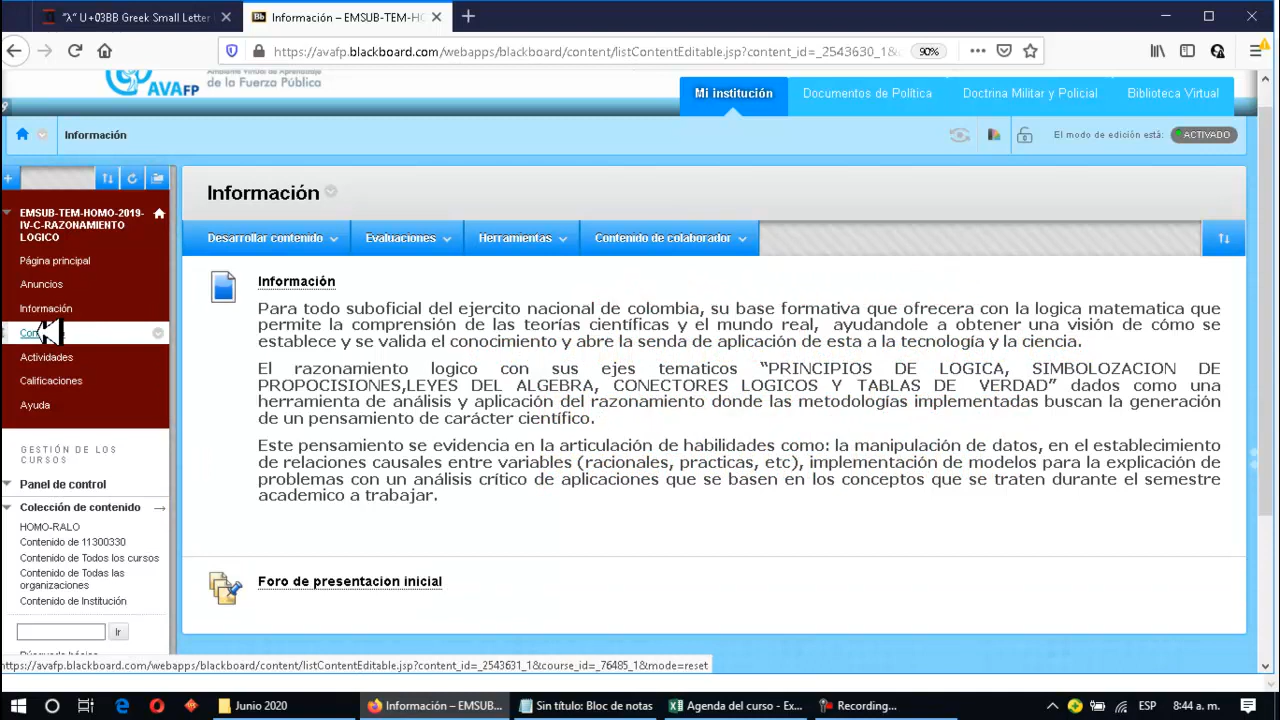 "λ" U+03BB Greek Small Letter
Información – EMSUB-TEM-HO
https://avafp.blackboard.com/webapps/blackboard/content/listContentEditable.jsp?content_id=_2543630_1&
90%
AVAFP
Ambiente Virtual de Aprendizaje
de la Fuerza Pública
Mi institución
Documentos de Política
Doctrina Militar y Policial
Biblioteca Virtual
Información
El modo de edición está:
ACTIVADO
EMSUB-TEM-HOMO-2019-
IV-C-RAZONAMIENTO
LOGICO
Página principal
Anuncios
Información
Actividades
Calificaciones
Ayuda
GESTIÓN DE LOS
CURSOS
Panel de control
Colección de contenido
HOMO-RALO
Contenido de 11300330
Contenido de Todos los cursos
Contenido de Todas las
organizaciones
Contenido de Institución
Ir
Información
Desarrollar contenido
Evaluaciones
Herramientas
Contenido de colaborador
Información
Para todo suboficial del ejercito nacional de colombia, su base formativa que ofrecera con la logica matematica que
permite la comprensión de las teorías científicas y el mundo real, ayudandole a obtener una visión de cómo se
establece y se valida el conocimiento y abre la senda de aplicación de esta a la tecnología y la ciencia.
El razonamiento logico con sus ejes tematicos “PRINCIPIOS DE LOGICA, SIMBOLOZACION DE
PROPOCISIONES,LEYES DEL ALGEBRA, CONECTORES LOGICOS Y TABLAS DE VERDAD” dados como una
herramienta de análisis y aplicación del razonamiento donde las metodologías implementadas buscan la generación
de un pensamiento de carácter científico.
Este pensamiento se evidencia en la articulación de habilidades como: la manipulación de datos, en el establecimiento
de relaciones causales entre variables (racionales, practicas, etc), implementación de modelos para la explicación de
problemas con un análisis crítico de aplicaciones que se basen en los conceptos que se traten durante el semestre
academico a trabajar.
Foro de presentacion inicial
https://avafp.blackboard.com/webapps/blackboard/content/listContentEditable.jsp?content_id=_2543631_1&course_id=_76485_1&mode=reset
Junio 2020
Información – EMSUB...
Sin título: Bloc de notas
Agenda del curso - Ex...
Recording...
ESP
8:44 a. m.